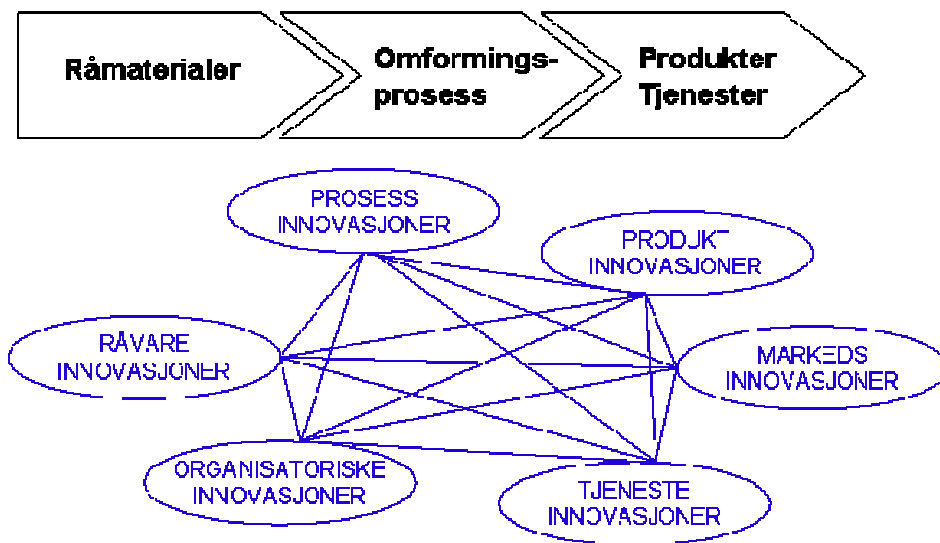 Råmaterialer
Omformings-
prosess
Produkter
Tjenester
PROSESS
INNOVASJONER
PRODUKT
INNOVASJONER
RÅVARE
INNOVASJONER
MARKEDS
INNOVASJONER
ORGANISATORISKE
INNOVASJONER
TJENESTE
INNOVASJONER